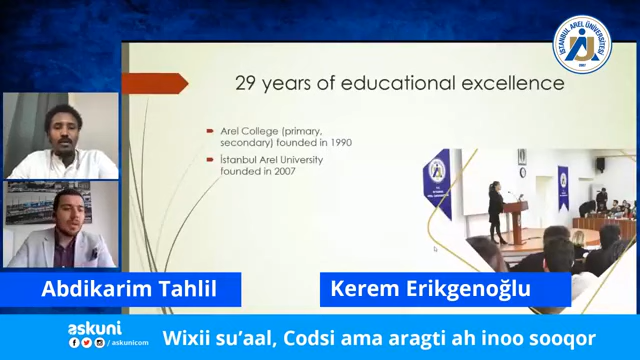 İSTANBUL AREL ÜNİVERSİTESİ
29 years of educational excellence
Arel College (primary,
secondary) founded in 1990
İstanbul Arel University
founded in 2007
Abdikarim Tahlil
Kerem Erikgenoğlu
askuni
/ askunicom
Wixii su’aal, Codsi ama aragti ah inoo sooqor